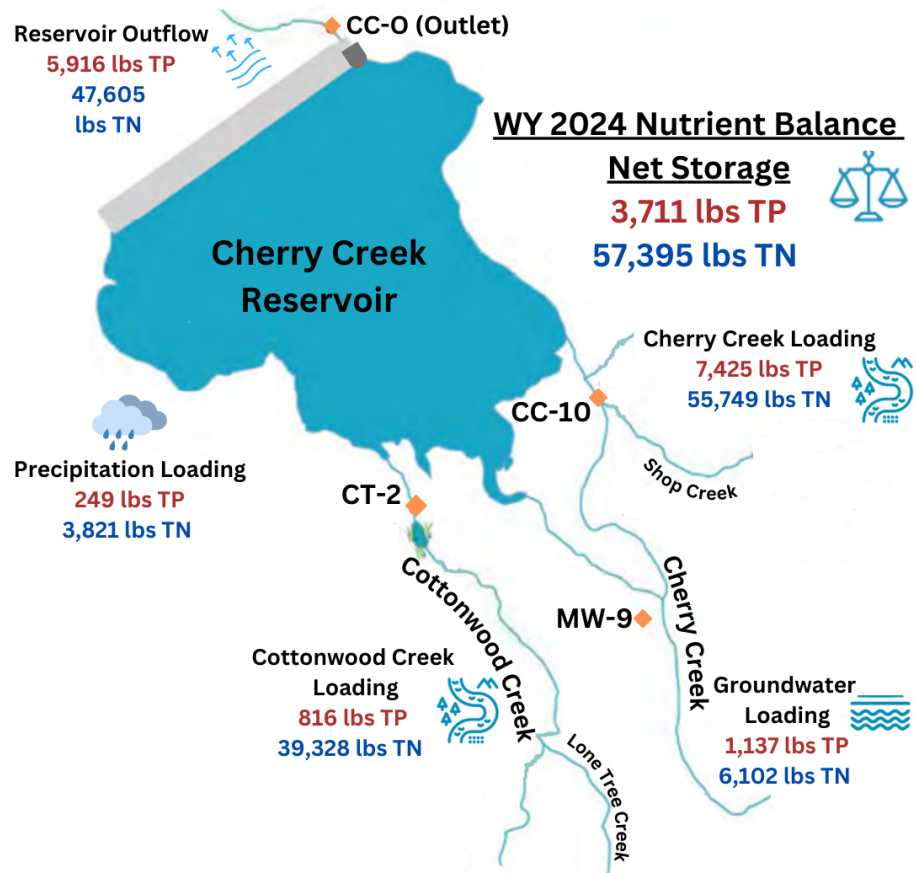 CC-O (Outlet)
Reservoir Outflow
5,916 lbs TP
47,605
lbs TN
WY 2024 Nutrient Balance
Net Storage
3,711 lbs TP
57,395 lbs TN
Cherry Creek
Reservoir
Cherry Creek Loading
7,425 lbs TP
55,749 lbs TN
CC-10
Shop Creek
Precipitation Loading
249 lbs TP
3,821 lbs TN
CT-2
Cottonwood Creek
MW-9
Cherry Creek
Cottonwood Creek
Loading
816 lbs TP
39,328 lbs TN
Groundwater
Loading
1,137 lbs TP
6,102 lbs TN
Lone Tree Creek